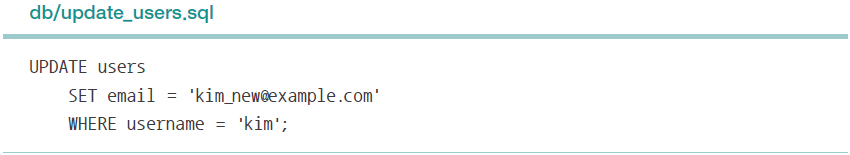 db/update_users.sql
UPDATE users
SET email = 'kim_new@example.com'
WHERE username = 'kim';